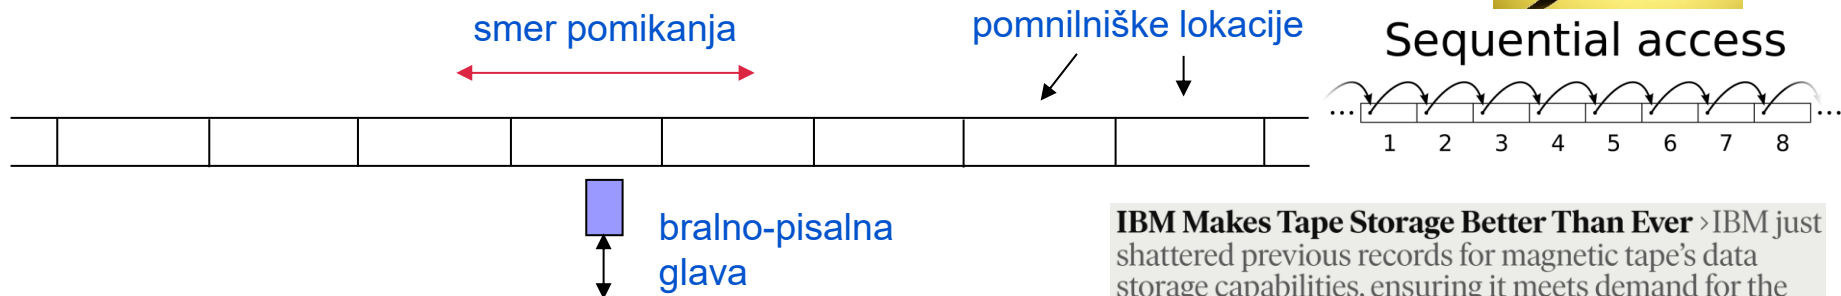 smer pomikanja
pomnilniške lokacije
Sequential access
... ...
1 2 3 4 5 6 7 8
bralno-pisalna
glava
IBM Makes Tape Storage Better Than Ever › IBM just
shattered previous records for magnetic tape’s data
storage capabilities, ensuring it meets demand for the